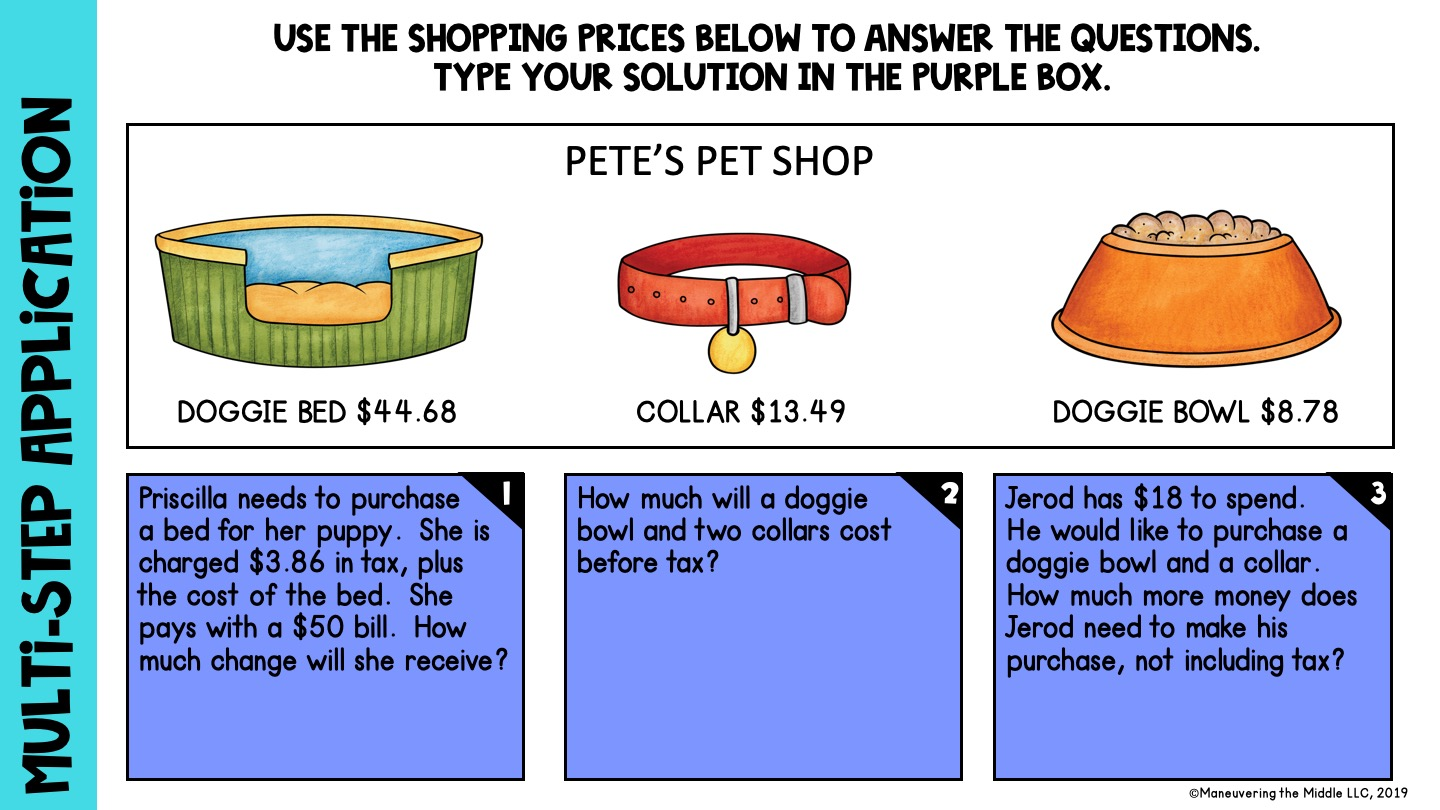 MULTi-STEP APPLiCATiON
USE THE SHOPPING PRICES BELOW TO ANSWER THE QUESTIONS.
TYPE YOUR SOLUTION IN THE PURPLE BOX.
PETE’S PET SHOP
DOGGIE BED $44.68
COLLAR $13.49
DOGGIE BOWL $8.78
1
Priscilla needs to purchase
a bed for her puppy. She is
charged $3.86 in tax, plus
the cost of the bed. She
pays with a $50 bill. How
much change will she receive?
2
How much will a doggie
bowl and two collars cost
before tax?
3
Jerod has $18 to spend.
He would like to purchase a
doggie bowl and a collar.
How much more money does
Jerod need to make his
purchase, not including tax?
©Maneuvering the Middle LLC, 2019